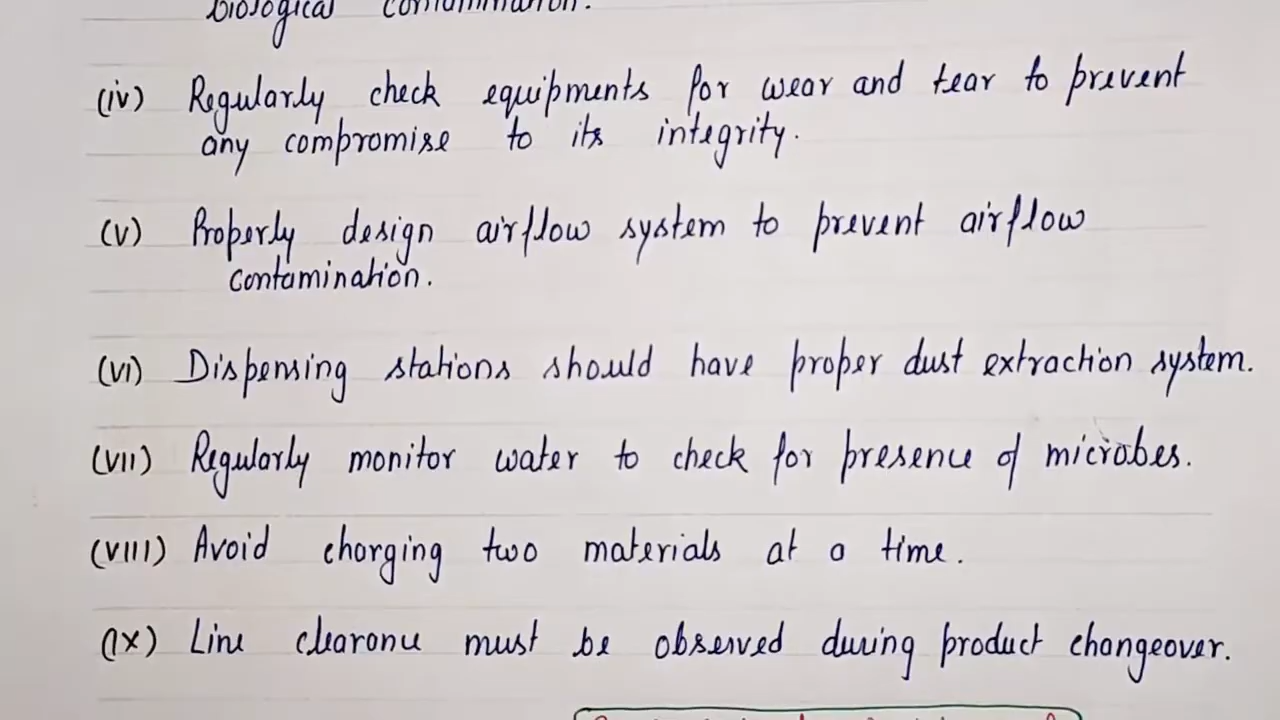 biological contamination.
(iv) Regularly check equipments for wear and tear to prevent
any compromise to its integrity.
(v) Properly design airflow system to prevent airflow
contamination.
(vi) Dispensing stations should have proper dust extraction system.
(vii) Regularly monitor water to check for presence of microbes.
(viii) Avoid charging two materials at a time.
(ix) Line clearance must be observed during product changeover.